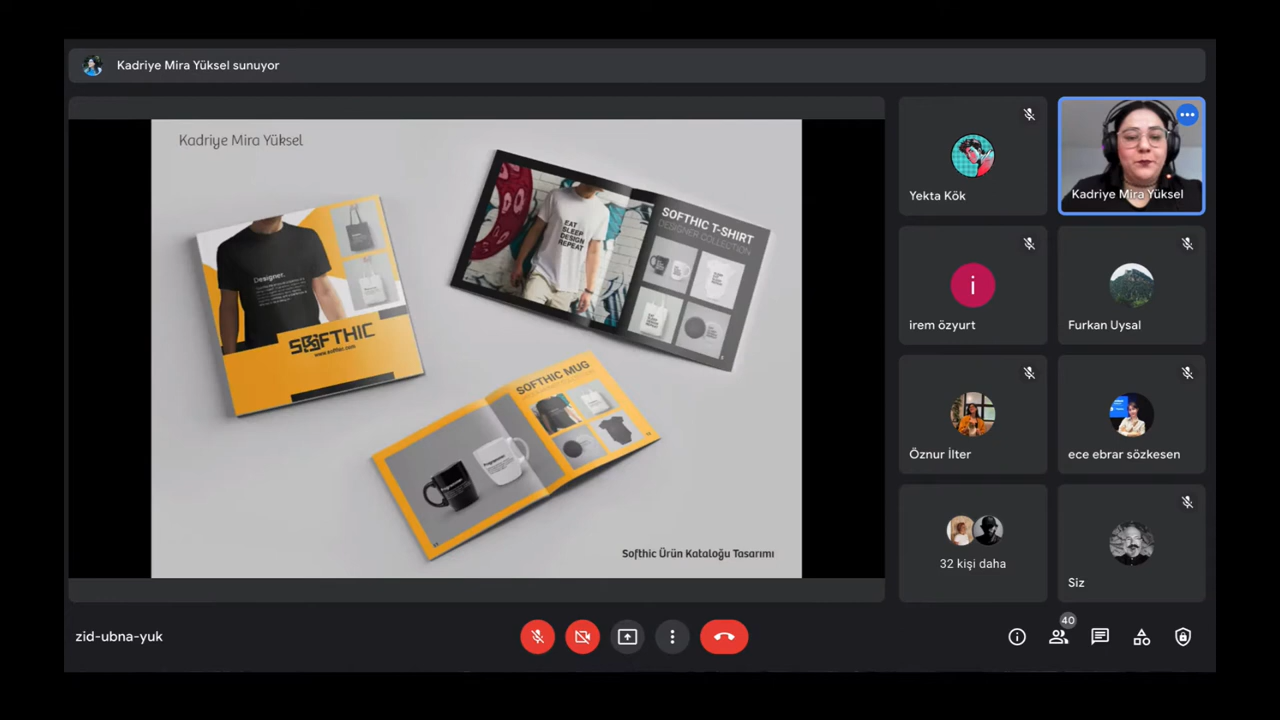 Kadriye Mira Yüksel sunuyor
Kadriye Mira Yüksel
Designer.
SOFTHIC
www.softhic.com
EAT
SLEEP
DESIGN
REPEAT
SOFTHIC T-SHIRT
DESIGNER COLLECTION
SOFTHIC MUG
Programmer
Programmer
Softhic Ürün Kataloğu Tasarımı
Yekta Kök
Kadriye Mira Yüksel
irem özyurt
i
Furkan Uysal
Öznur İlter
ece ebrar sözkesen
32 kişi daha
Siz
zid-ubna-yuk
40